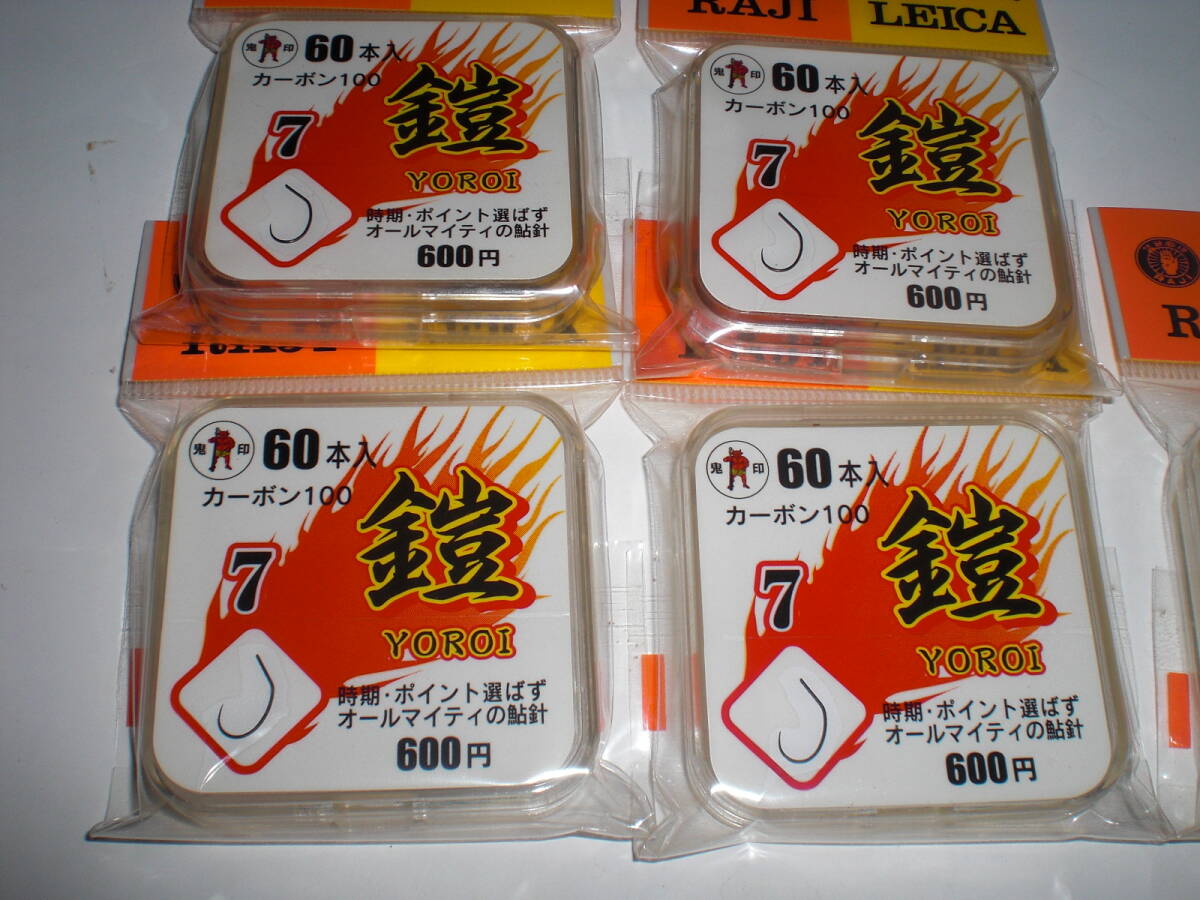 RAJI
LEICA
鬼 印
60本入
カーボン100
鎧
7
YOROI
時期・ポイント選ばず
オールマイティの鮎針
600円
鬼 印
60本入
カーボン100
鎧
7
YOROI
時期・ポイント選ばず
オールマイティの鮎針
600円
鬼 印
60本入
カーボン100
鎧
7
YOROI
時期・ポイント選ばず
オールマイティの鮎針
600円
鬼 印
60本入
カーボン100
鎧
7
YOROI
時期・ポイント選ばず
オールマイティの鮎針
600円
R